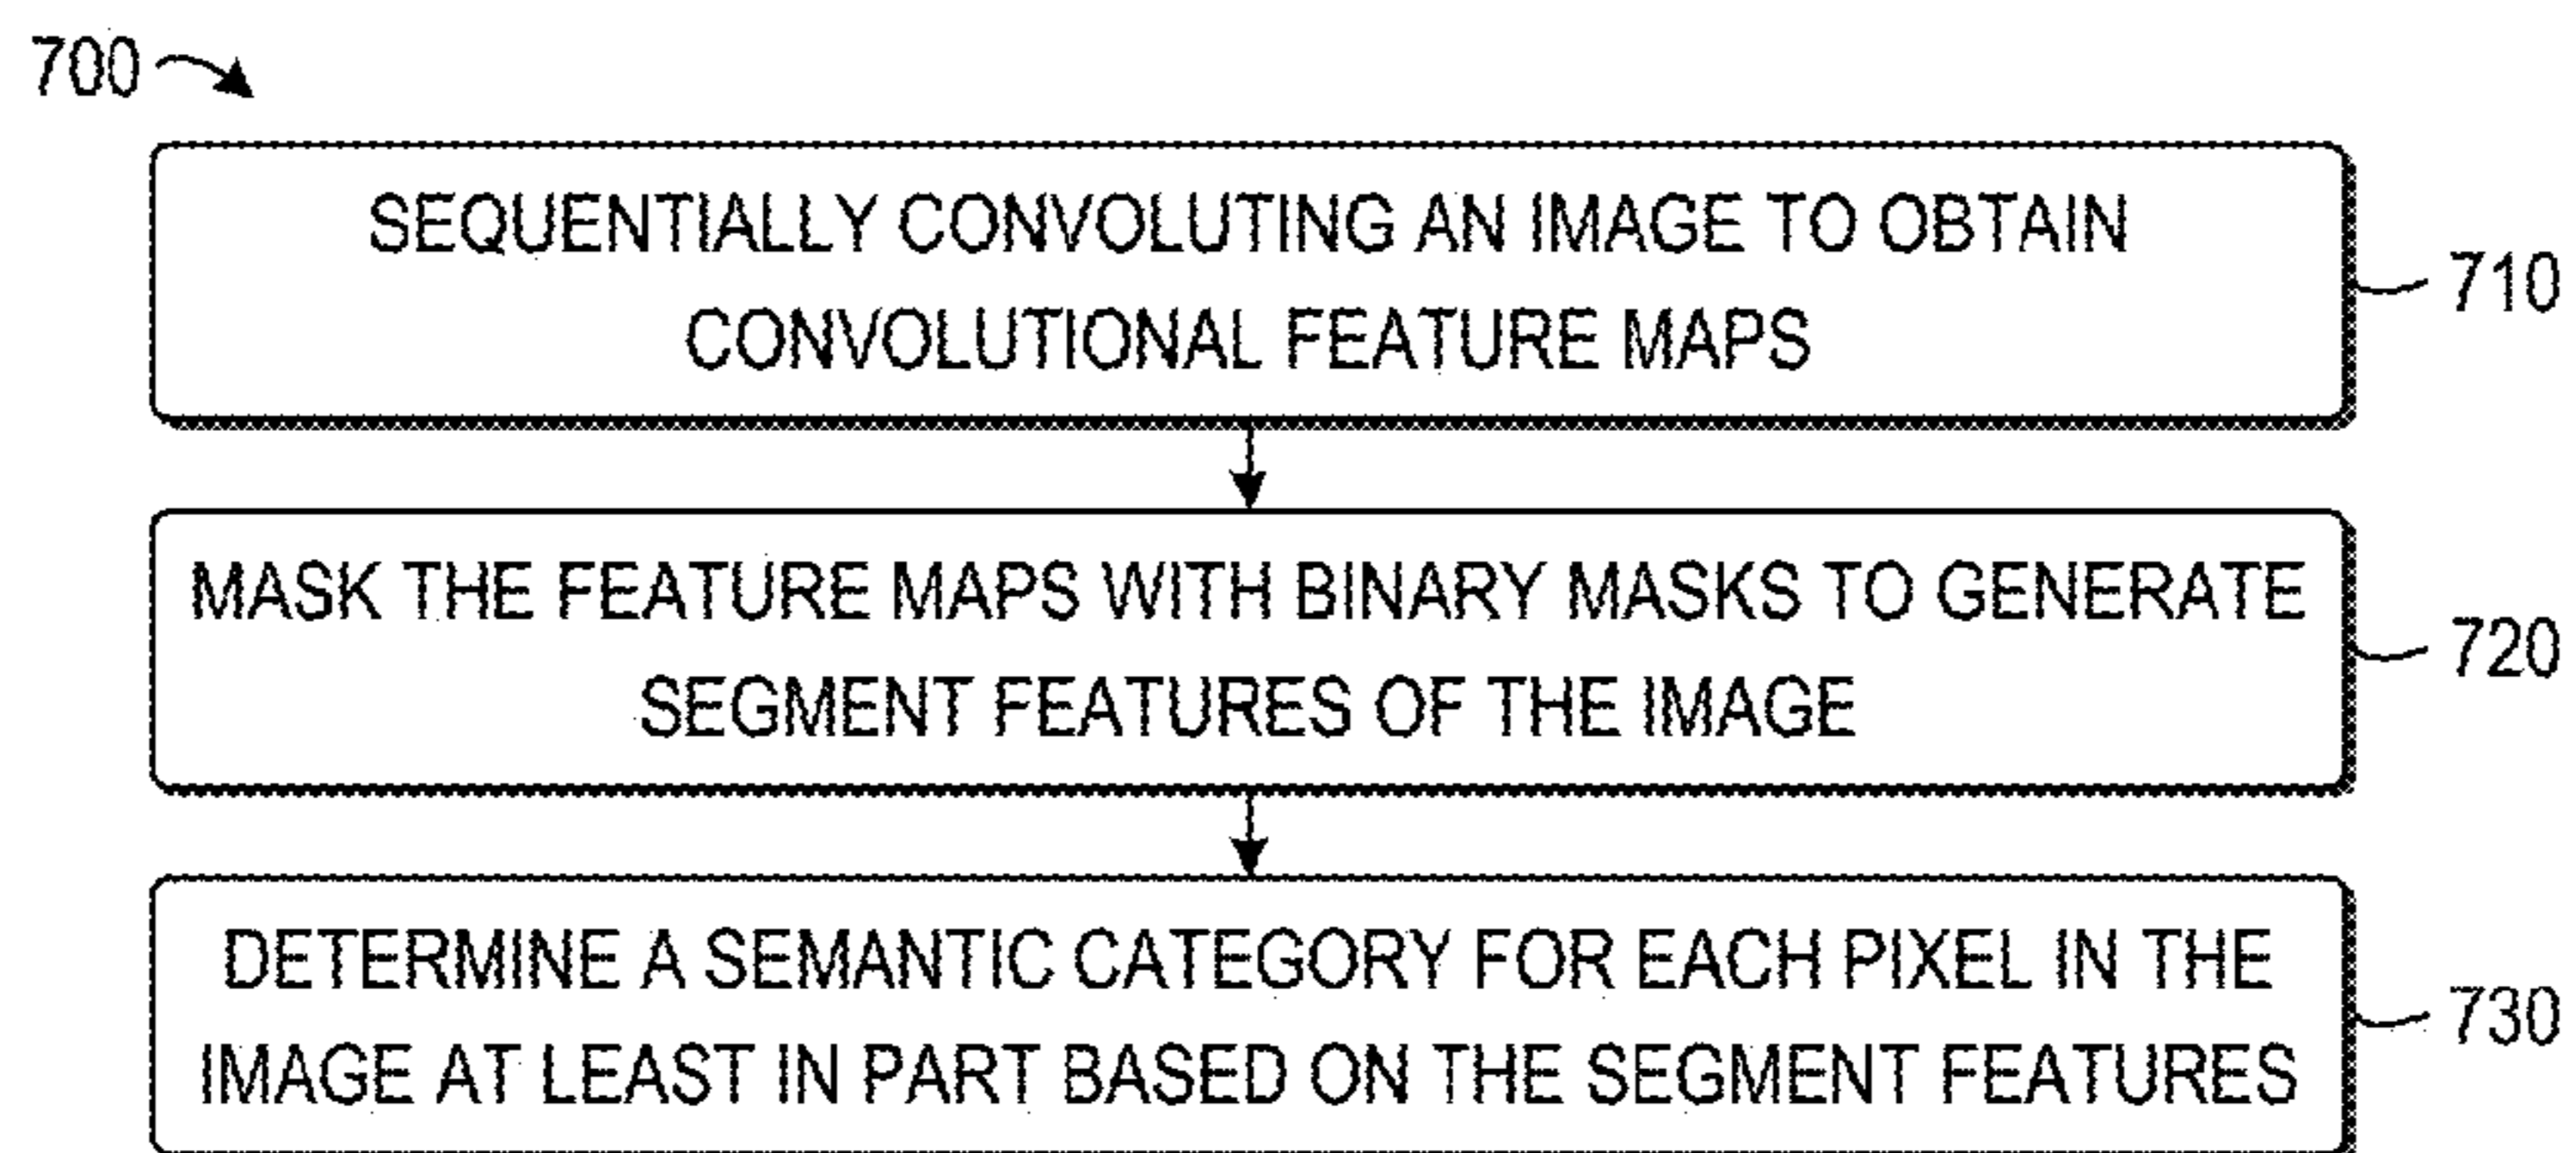 700
SEQUENTIALLY CONVOLUTING AN IMAGE TO OBTAIN
CONVOLUTIONAL FEATURE MAPS
710
MASK THE FEATURE MAPS WITH BINARY MASKS TO GENERATE
SEGMENT FEATURES OF THE IMAGE
720
DETERMINE A SEMANTIC CATEGORY FOR EACH PIXEL IN THE
IMAGE AT LEAST IN PART BASED ON THE SEGMENT FEATURES
730